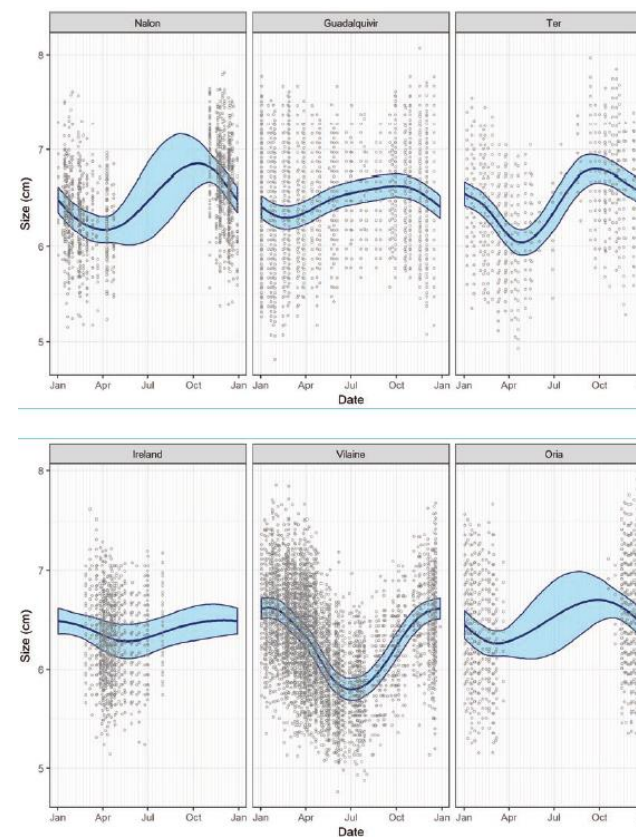 Nalon Guadalquivir Ter
8
7
6
5
Size (cm)
Jan Apr Jul Oct Jan Jan Apr Jul Oct Jan Jan Apr Jul Oct
Date
Ireland Vilaine Oria
8
7
6
5
Size (cm)
Jan Apr Jul Oct Jan Jan Apr Jul Oct Jan Jan Apr Jul Oct
Date